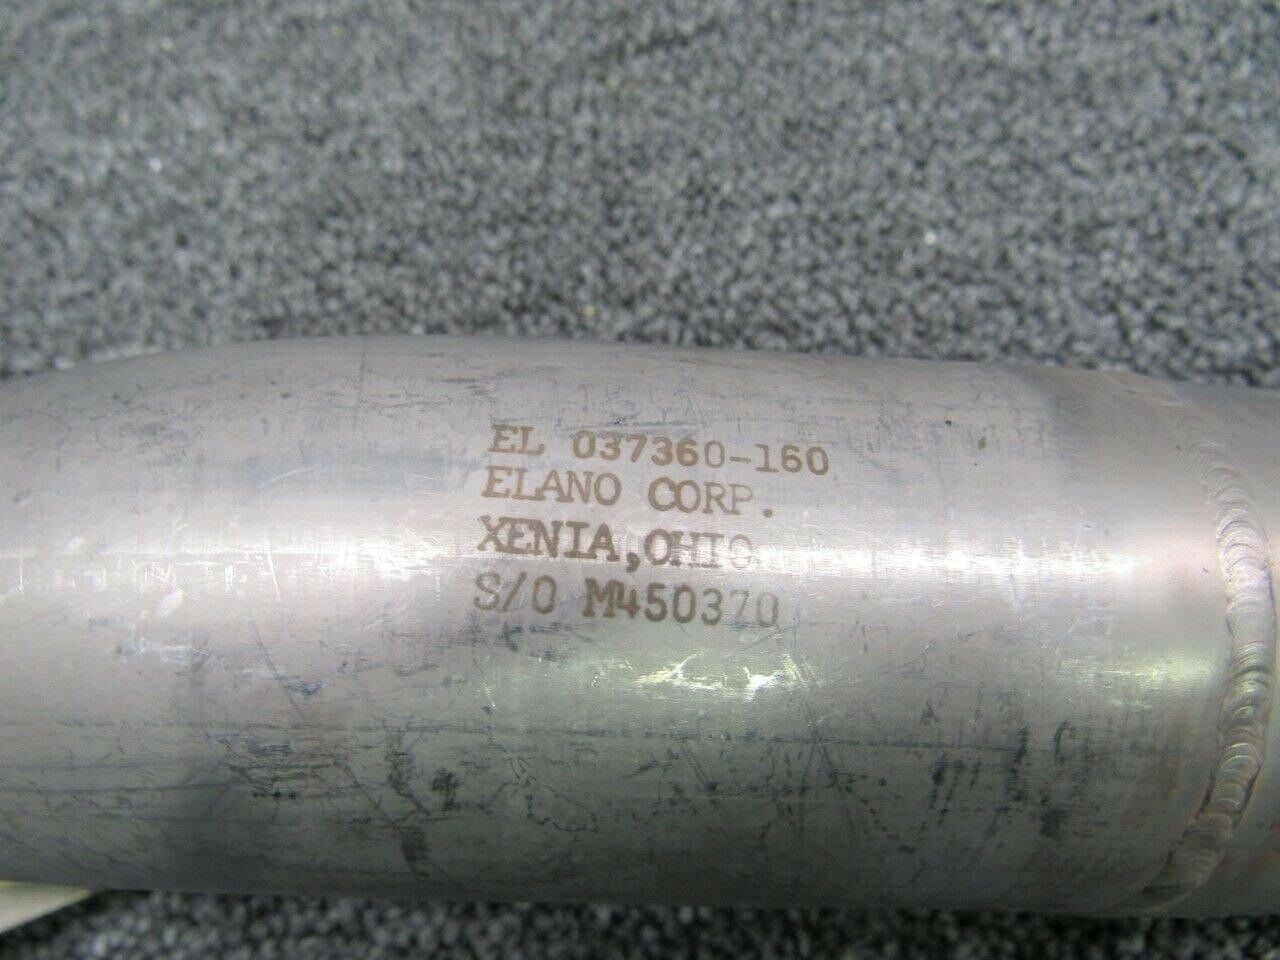 EL 037360-160
ELANO CORP.
XENIA,OHIO
S/O M450370